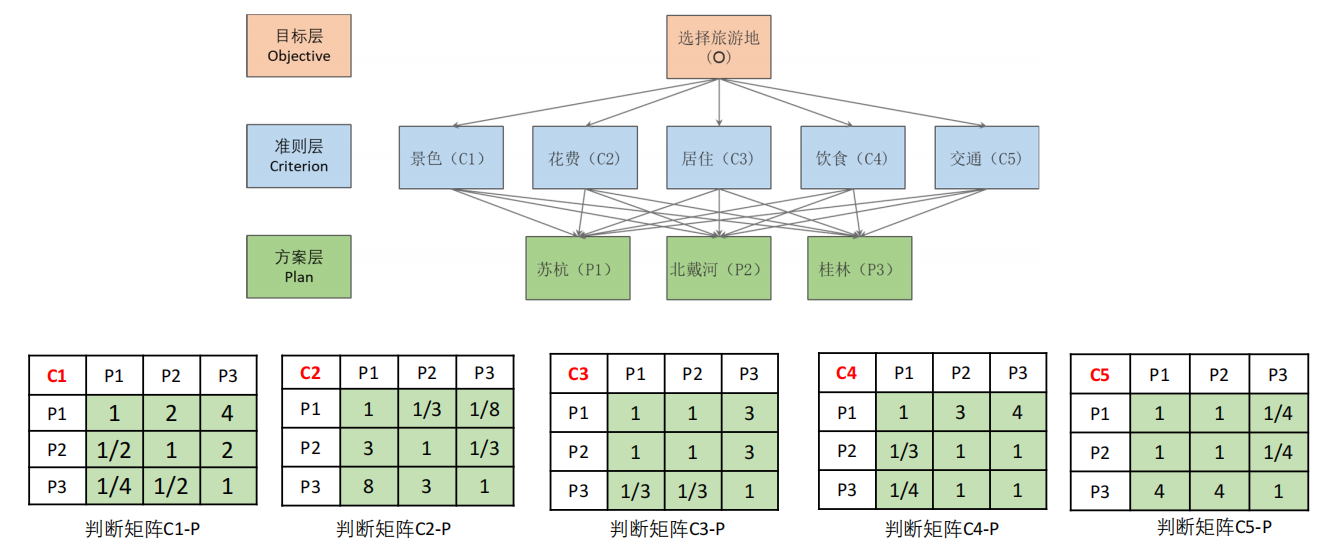 目标层
Objective
选择旅游地
（O）
准则层
Criterion
景色（C1）
花费（C2）
居住（C3）
饮食（C4）
交通（C5）
方案层
Plan
苏杭（P1）
北戴河（P2）
桂林（P3）
C1 P1 P2 P3
P1 1 2 4
P2 1/2 1 2
P3 1/4 1/2 1
判断矩阵C1-P
C2 P1 P2 P3
P1 1 1/3 1/8
P2 3 1 1/3
P3 8 3 1
判断矩阵C2-P
C3 P1 P2 P3
P1 1 1 3
P2 1 1 3
P3 1/3 1/3 1
判断矩阵C3-P
C4 P1 P2 P3
P1 1 3 4
P2 1/3 1 1
P3 1/4 1 1
判断矩阵C4-P
C5 P1 P2 P3
P1 1 1 1/4
P2 1 1 1/4
P3 4 4 1
判断矩阵C5-P